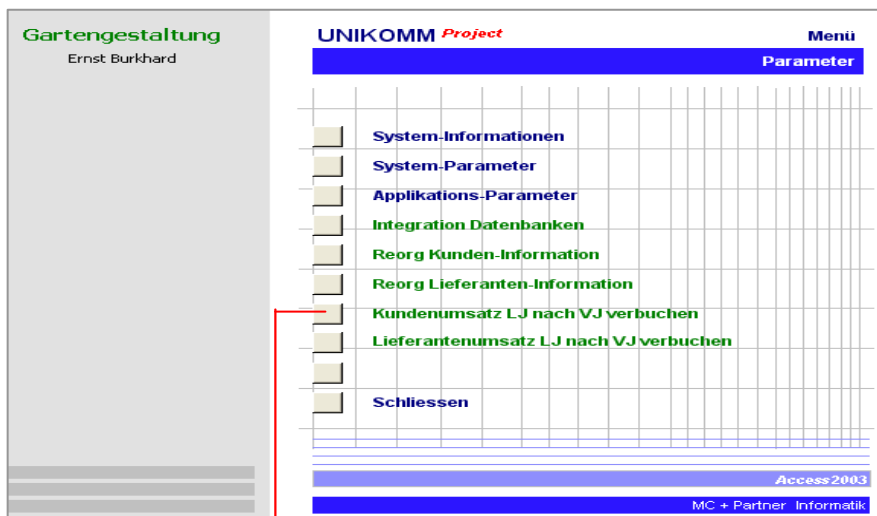 Gartengestaltung
Ernst Burkhard
UNIKOMM Project
Menü
Parameter
System-Informationen
System-Parameter
Applikations-Parameter
Integration Datenbanken
Reorg Kunden-Information
Reorg Lieferanten-Information
Kundenumsatz LJ nach VJ verbuchen
Lieferantenumsatz LJ nach VJ verbuchen
Schliessen
Access2003
MC + Partner Informatik